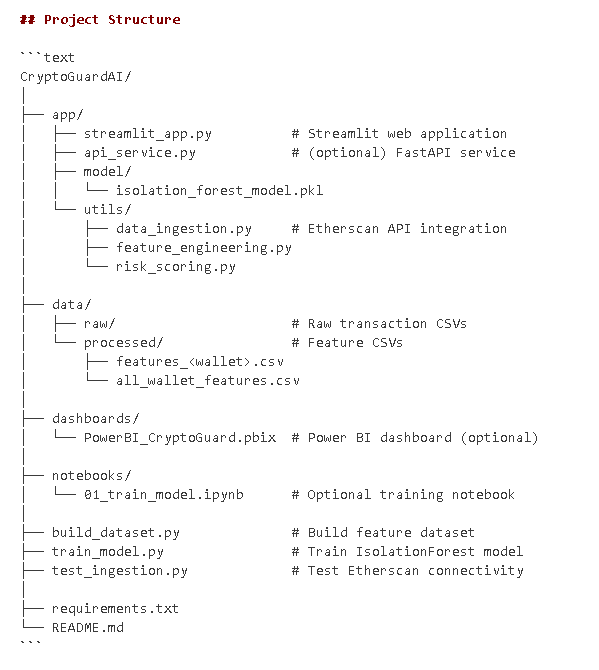 ## Project Structure
```text
CryptoGuardAI/
│
├── app/
│   ├── streamlit_app.py          # Streamlit web application
│   ├── api_service.py            # (optional) FastAPI service
│   ├── model/
│   │   └── isolation_forest_model.pkl
│   └── utils/
│       ├── data_ingestion.py     # Etherscan API integration
│       ├── feature_engineering.py
│       └── risk_scoring.py
│
├── data/
│   ├── raw/                      # Raw transaction CSVs
│   └── processed/                # Feature CSVs
│       ├── features_<wallet>.csv
│       └── all_wallet_features.csv
│
├── dashboards/
│   └── PowerBI_CryptoGuard.pbix  # Power BI dashboard (optional)
│
├── notebooks/
│   └── 01_train_model.ipynb      # Optional training notebook
│
├── build_dataset.py              # Build feature dataset
├── train_model.py                # Train IsolationForest model
├── test_ingestion.py             # Test Etherscan connectivity
│
├── requirements.txt
└── README.md
```